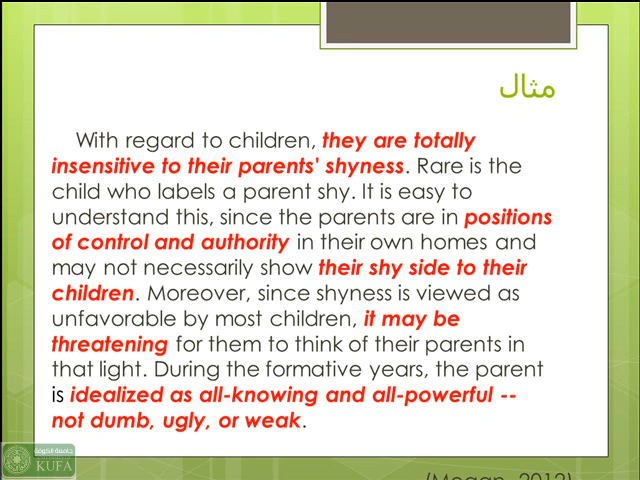 مثال
With regard to children, they are totally
insensitive to their parents' shyness. Rare is the
child who labels a parent shy. It is easy to
understand this, since the parents are in positions
of control and authority in their own homes and
may not necessarily show their shy side to their
children. Moreover, since shyness is viewed as
unfavorable by most children, it may be
threatening for them to think of their parents in
that light. During the formative years, the parent
is idealized as all-knowing and all-powerful --
not dumb, ugly, or weak.
جامعة الكوفة
KUFA